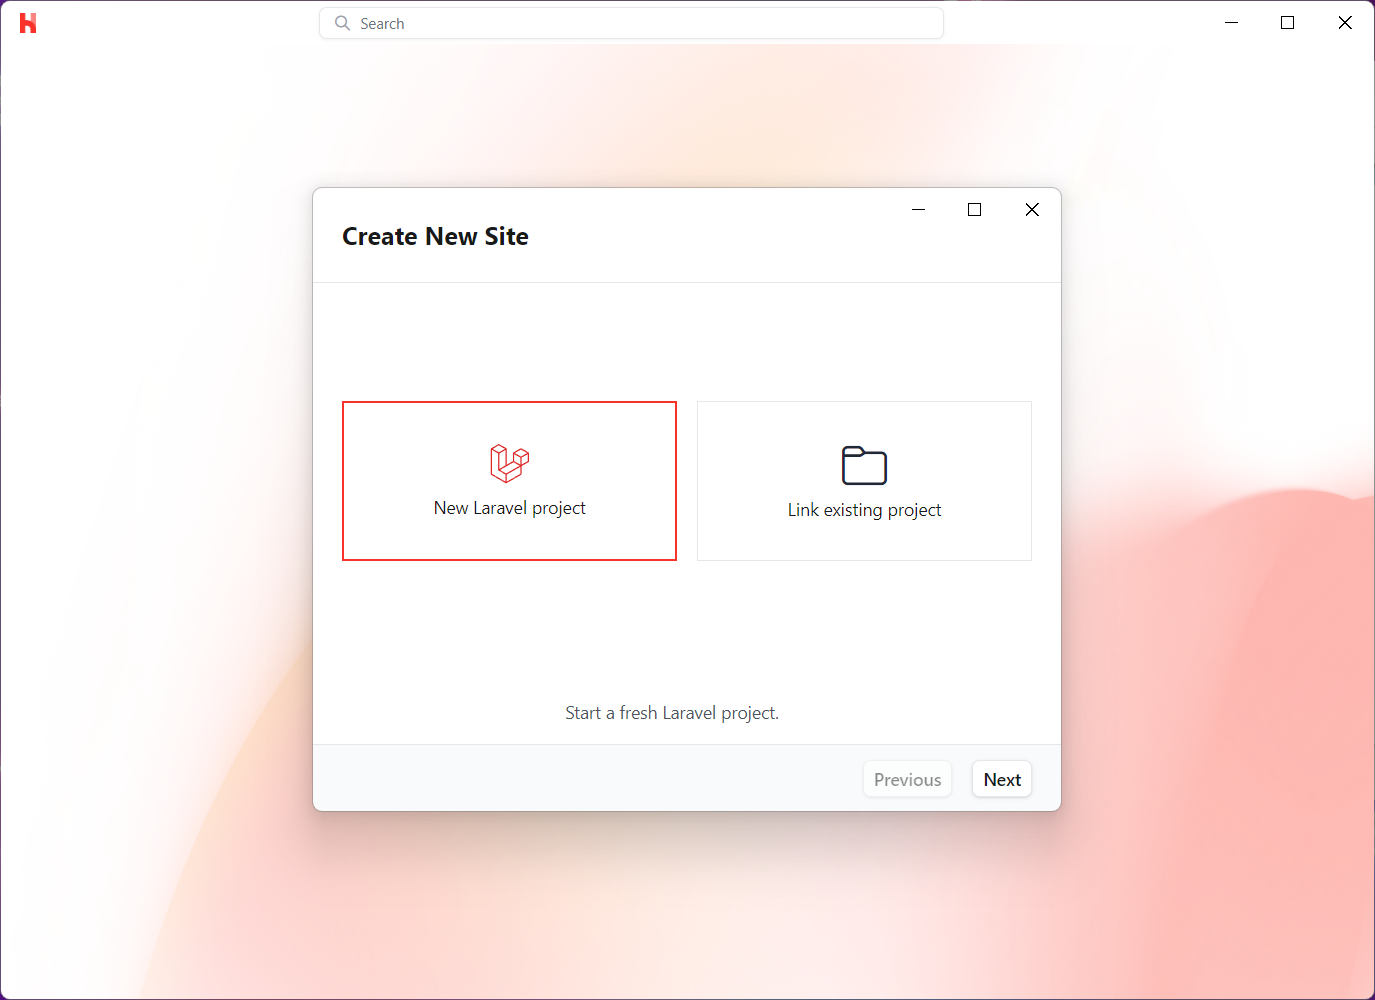 Search
Create New Site
New Laravel project
Link existing project
Start a fresh Laravel project.
Previous
Next